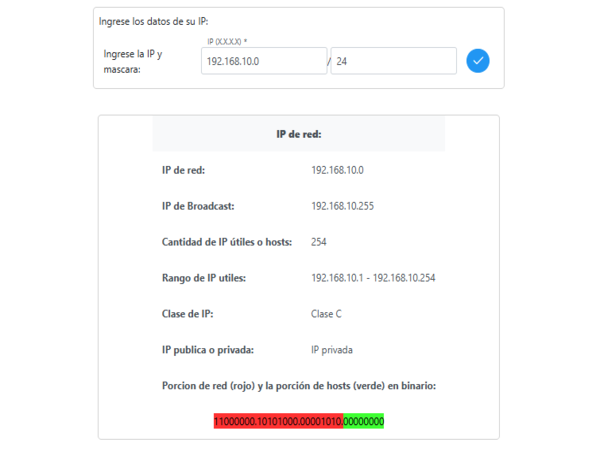 Ingrese los datos de su IP:
IP (X.X.X.X) *
Ingrese la IP y
mascara:
192.168.10.0 / 24
IP de red:
IP de red: 192.168.10.0
IP de Broadcast: 192.168.10.255
Cantidad de IP útiles o hosts: 254
Rango de IP utiles: 192.168.10.1 - 192.168.10.254
Clase de IP: Clase C
IP publica o privada: IP privada
Porcion de red (rojo) y la porción de hosts (verde) en binario:
11000000.10101000.00001010.00000000